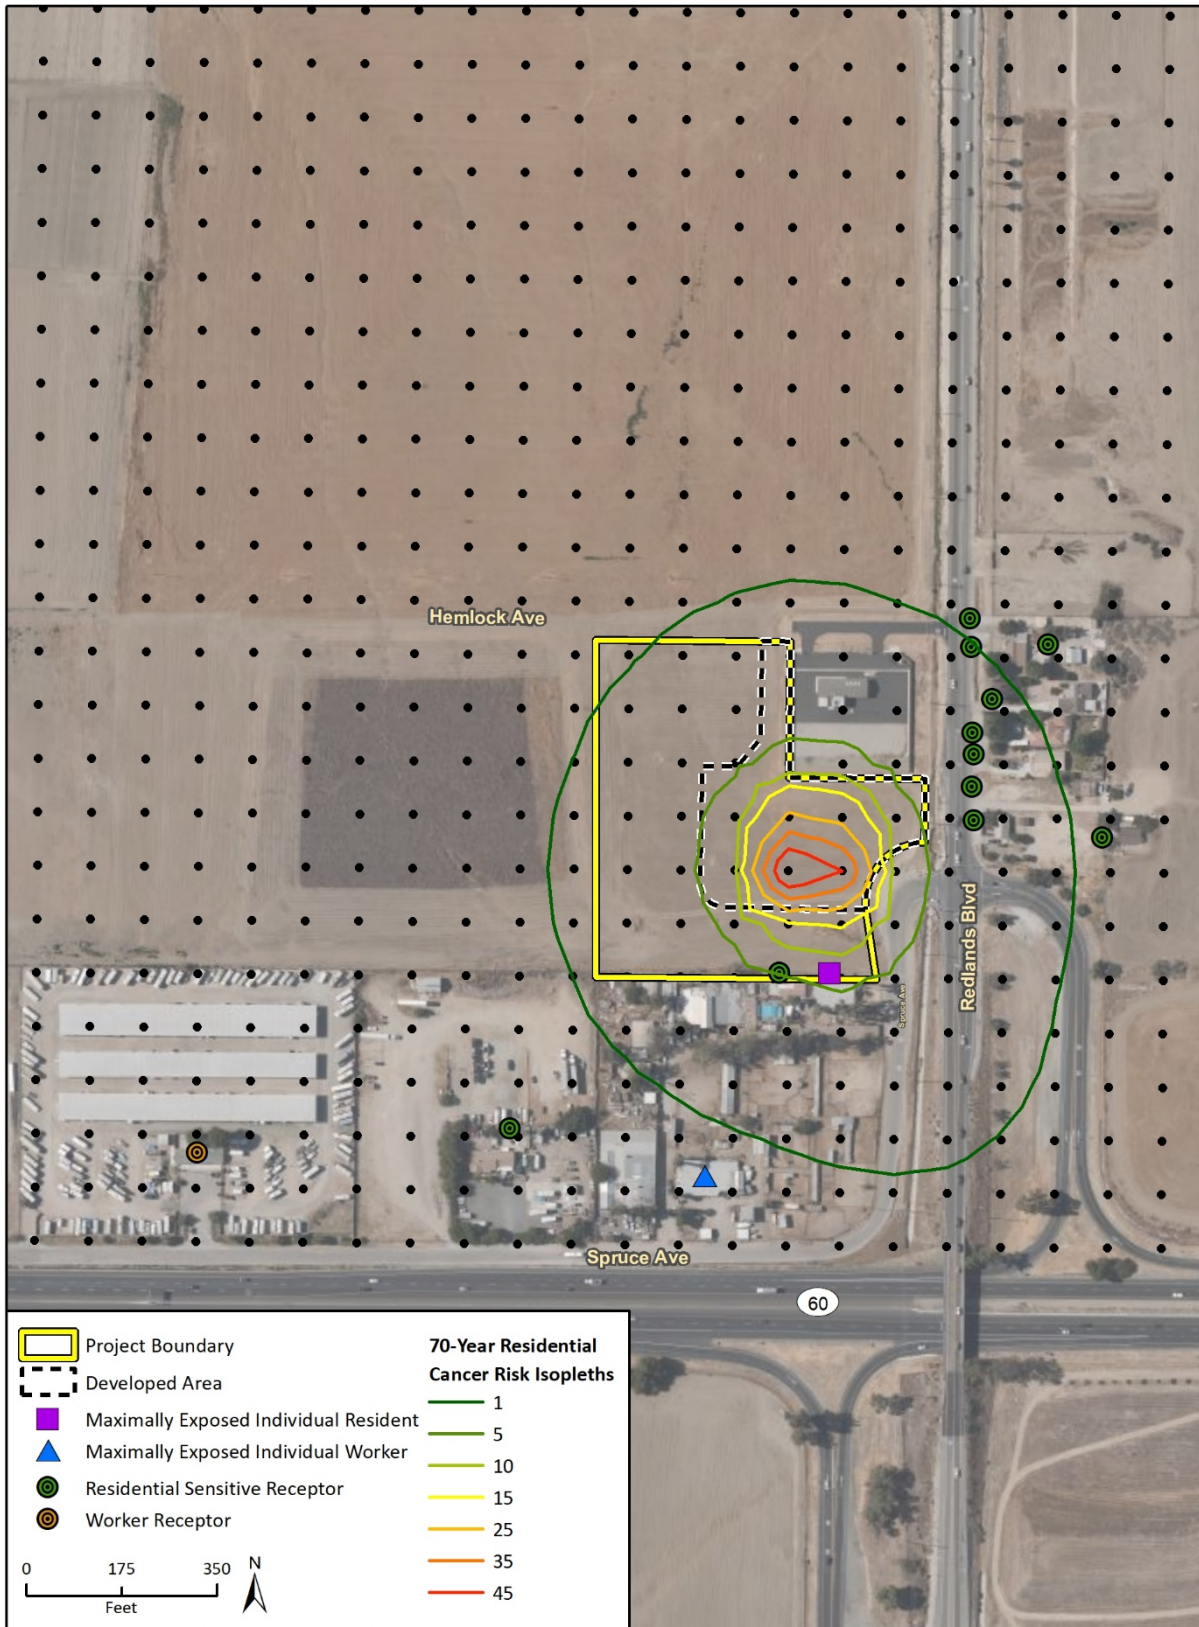 Hemlock Ave
Redlands Blvd
Spruce Ave
Spruce Ave
60
Project Boundary
Developed Area
Maximally Exposed Individual Resident
Maximally Exposed Individual Worker
Residential Sensitive Receptor
Worker Receptor
0 175 350
Feet
N
70-Year Residential
Cancer Risk Isopleths
1
5
10
15
25
35
45